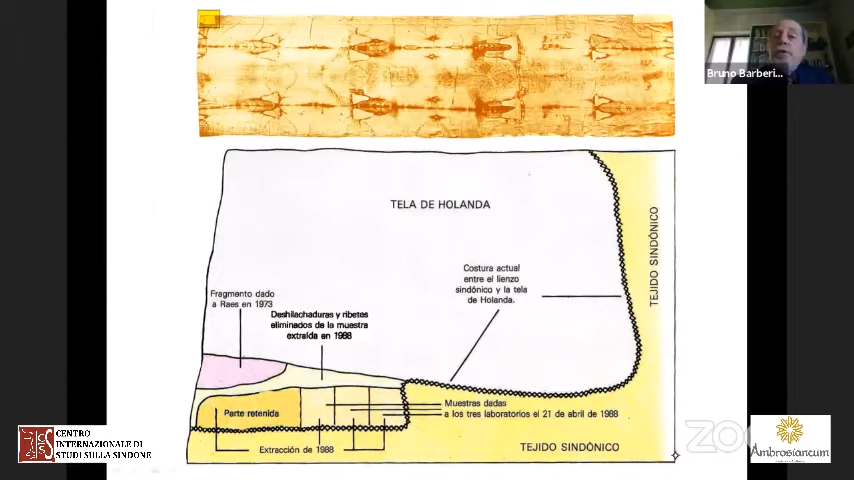 Bruno Barberi...
TELA DE HOLANDA
TEJIDO SINDÓNICO
Costura actual
entre el lienzo
sindónico y la tela
de Holanda.
Fragmento dado
a Raes en 1973
Deshilachaduras y ribetes
eliminados de la muestra
extraída en 1988
Parte retenida
Muestras dadas
a los tres laboratorios el 21 de abril de 1988
Extracción de 1988
TEJIDO SINDÓNICO
CENTRO
INTERNAZIONALE DI
STUDI SULLA SINDONE
Ambrosianeum